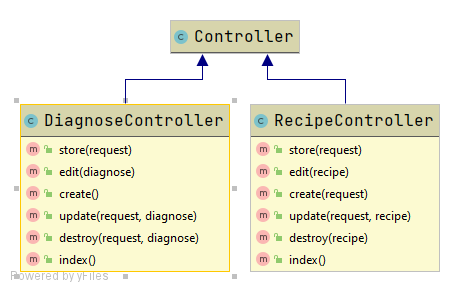 C Controller
C DiagnoseController
m store(request)
m edit(diagnose)
m create()
m update(request, diagnose)
m destroy(request, diagnose)
m index()
C RecipeController
m store(request)
m edit(recipe)
m create(request)
m update(request, recipe)
m destroy(recipe)
m index()
Powered by yFiles